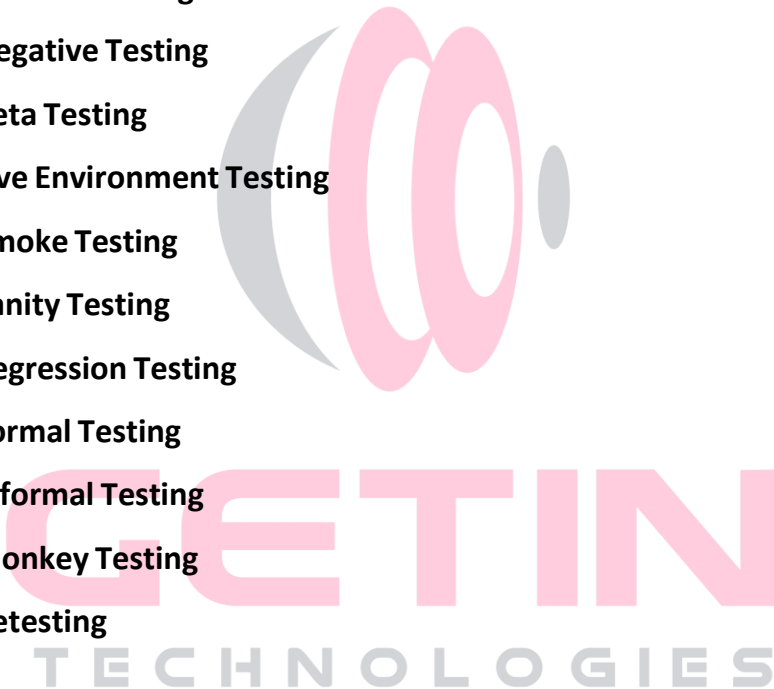 egative Testing
eta Testing
ve Environment Testing
moke Testing
nity Testing
egression Testing
ormal Testing
formal Testing
onkey Testing
etesting
GETIN
TECHNOLOGIES